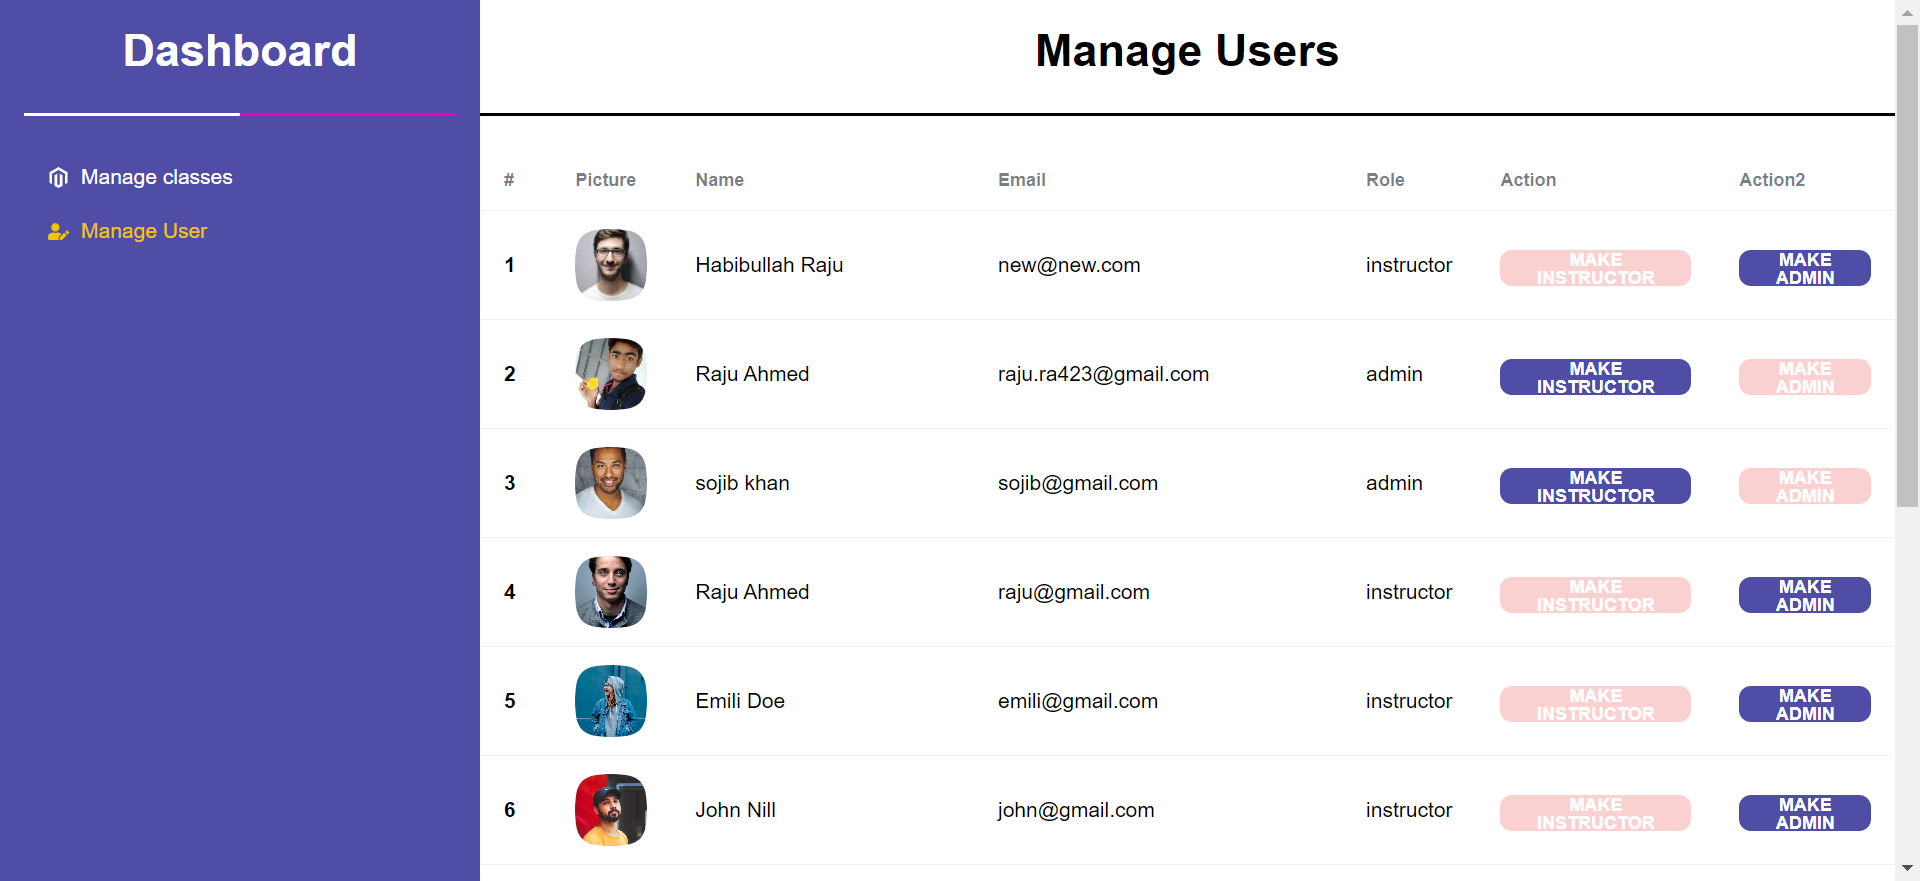 Dashboard
Manage classes
Manage User
Manage Users
# Picture Name Email Role Action Action2
1 Habibullah Raju new@new.com instructor MAKE INSTRUCTOR MAKE ADMIN
2 Raju Ahmed raju.ra423@gmail.com admin MAKE INSTRUCTOR MAKE ADMIN
3 sojib khan sojib@gmail.com admin MAKE INSTRUCTOR MAKE ADMIN
4 Raju Ahmed raju@gmail.com instructor MAKE INSTRUCTOR MAKE ADMIN
5 Emili Doe emili@gmail.com instructor MAKE INSTRUCTOR MAKE ADMIN
6 John Nill john@gmail.com instructor MAKE INSTRUCTOR MAKE ADMIN